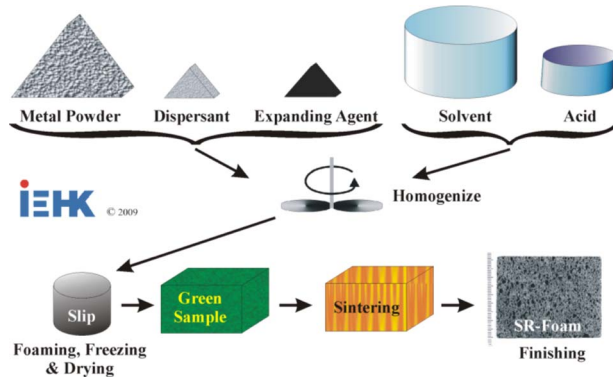 Metal Powder
Dispersant
Expanding Agent
Solvent
Acid
iEHK © 2009
Homogenize
Slip
Green
Sample
Sintering
SR-Foam
Foaming, Freezing
& Drying
Finishing